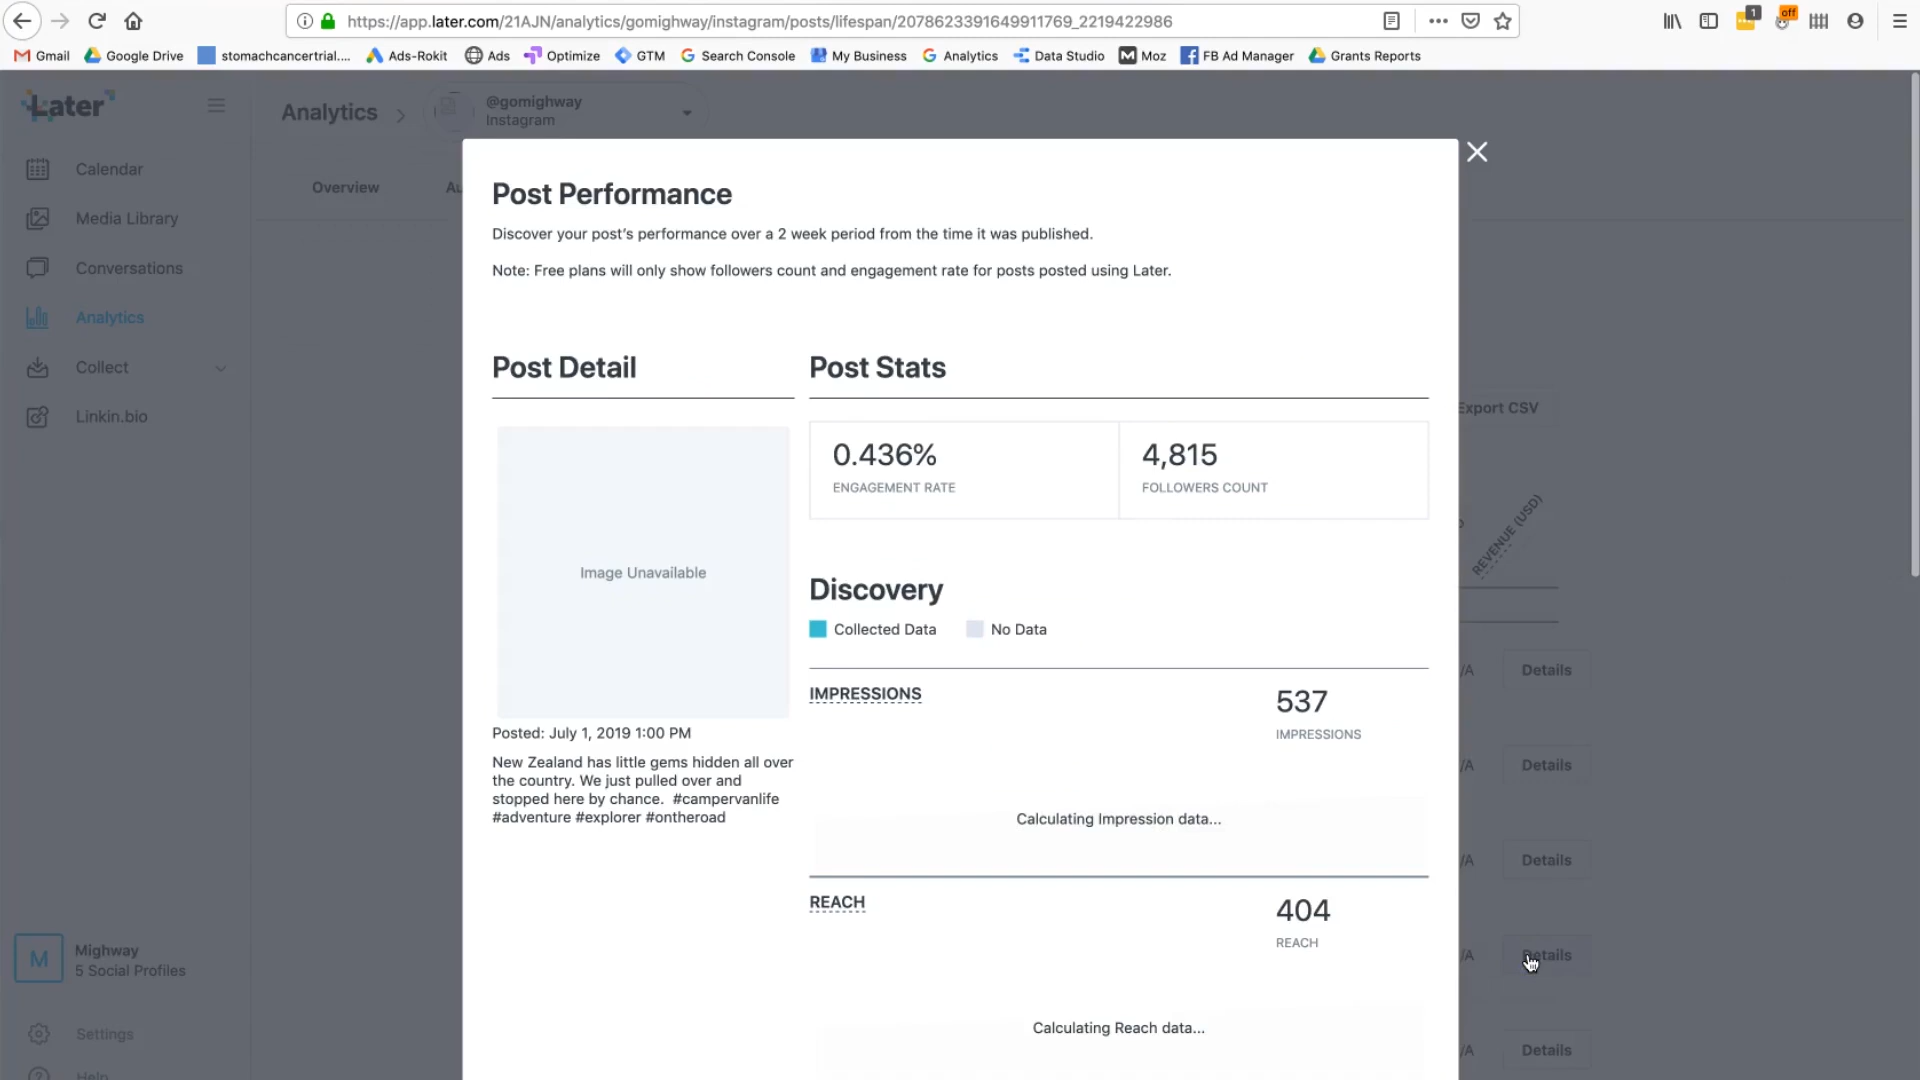 https://app.later.com/21AJN/analytics/gomighway/instagram/posts/lifespan/2078623391649911769_2219422986
1
off
Gmail
Google Drive
stomachcancertrial....
Ads-Rokit
Ads
Optimize
GTM
Search Console
My Business
Analytics
Data Studio
Moz
FB Ad Manager
Grants Reports
Later
Analytics
@gomighway
Instagram
Calendar
Media Library
Conversations
Analytics
Collect
Linkin.bio
Overview
Au
Post Performance
Discover your post's performance over a 2 week period from the time it was published.
Note: Free plans will only show followers count and engagement rate for posts posted using Later.
Post Detail
Image Unavailable
Posted: July 1, 2019 1:00 PM
New Zealand has little gems hidden all over
the country. We just pulled over and
stopped here by chance. #campervanlife
#adventure #explorer #ontheroad
Post Stats
0.436%
ENGAGEMENT RATE
4,815
FOLLOWERS COUNT
Discovery
Collected Data
No Data
IMPRESSIONS
537
IMPRESSIONS
Calculating Impression data...
REACH
404
REACH
Calculating Reach data...
Export CSV
REVENUE (USD)
/A
Details
/A
Details
/A
Details
/A
Details
/A
Details
M
Mighway
5 Social Profiles
Settings
Help